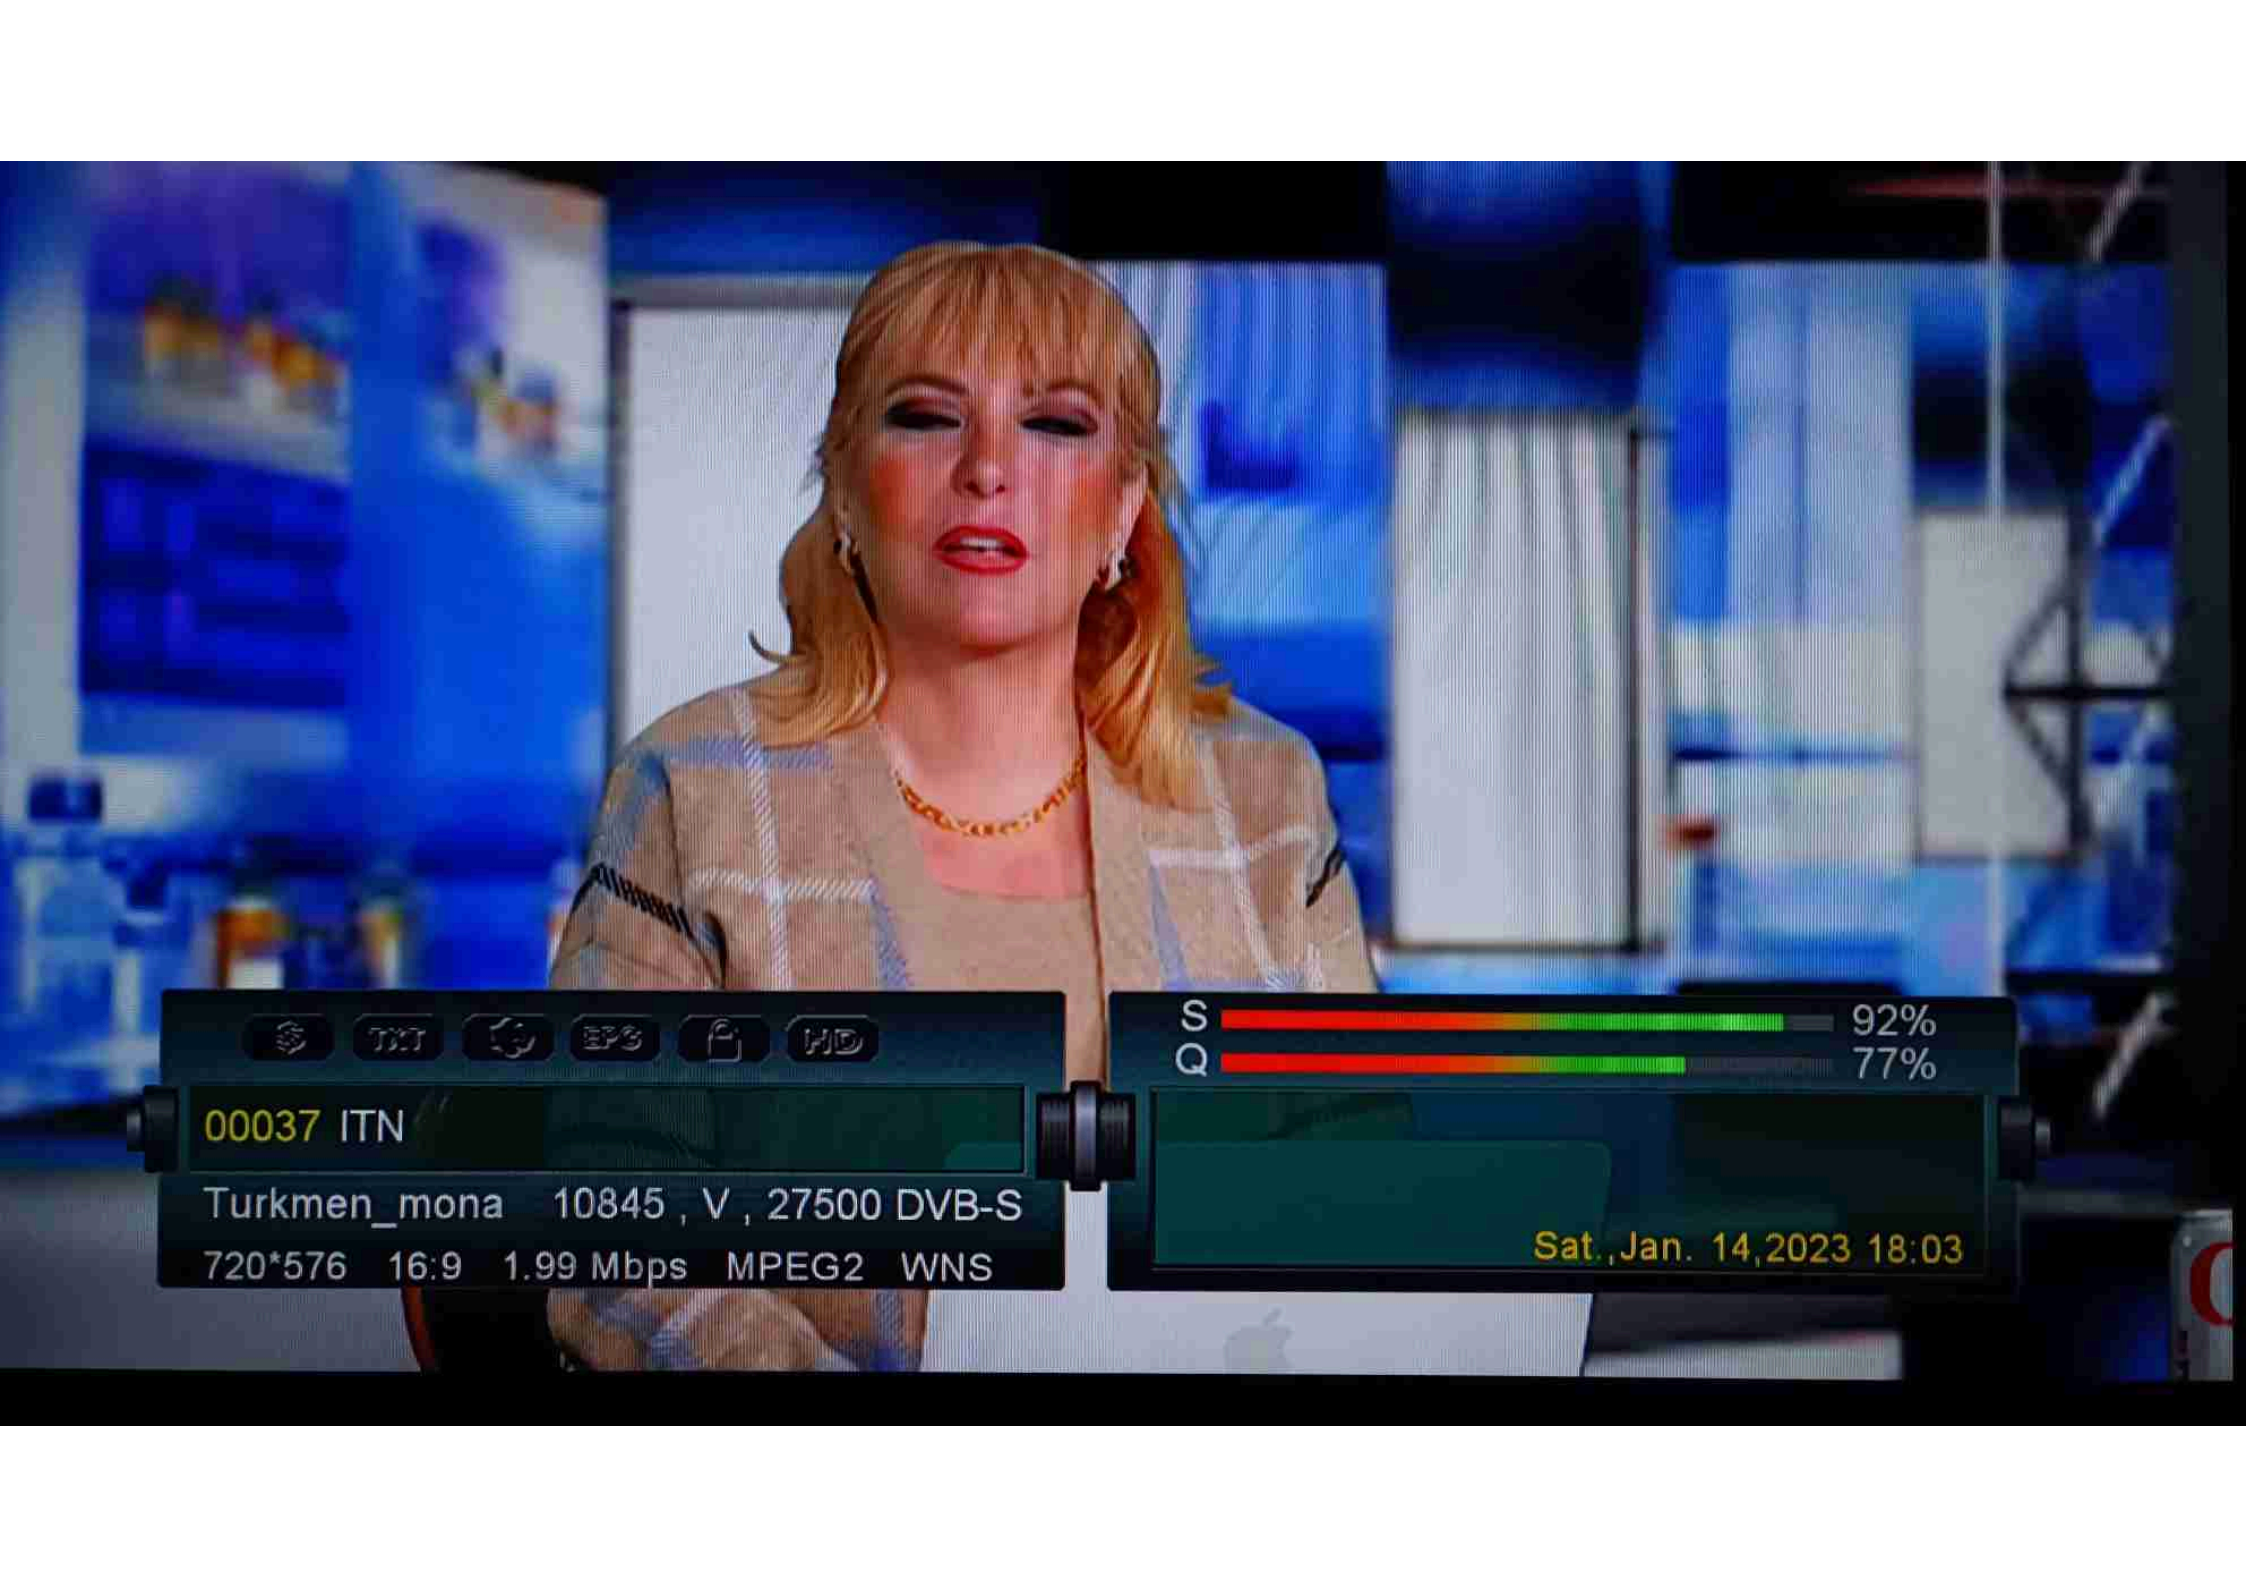 $ TXT EPG HD
S 92%
Q 77%
00037 ITN
Turkmen_mona 10845 , V , 27500 DVB-S
720*576 16:9 1.99 Mbps MPEG2 WNS
Sat.,Jan. 14,2023 18:03